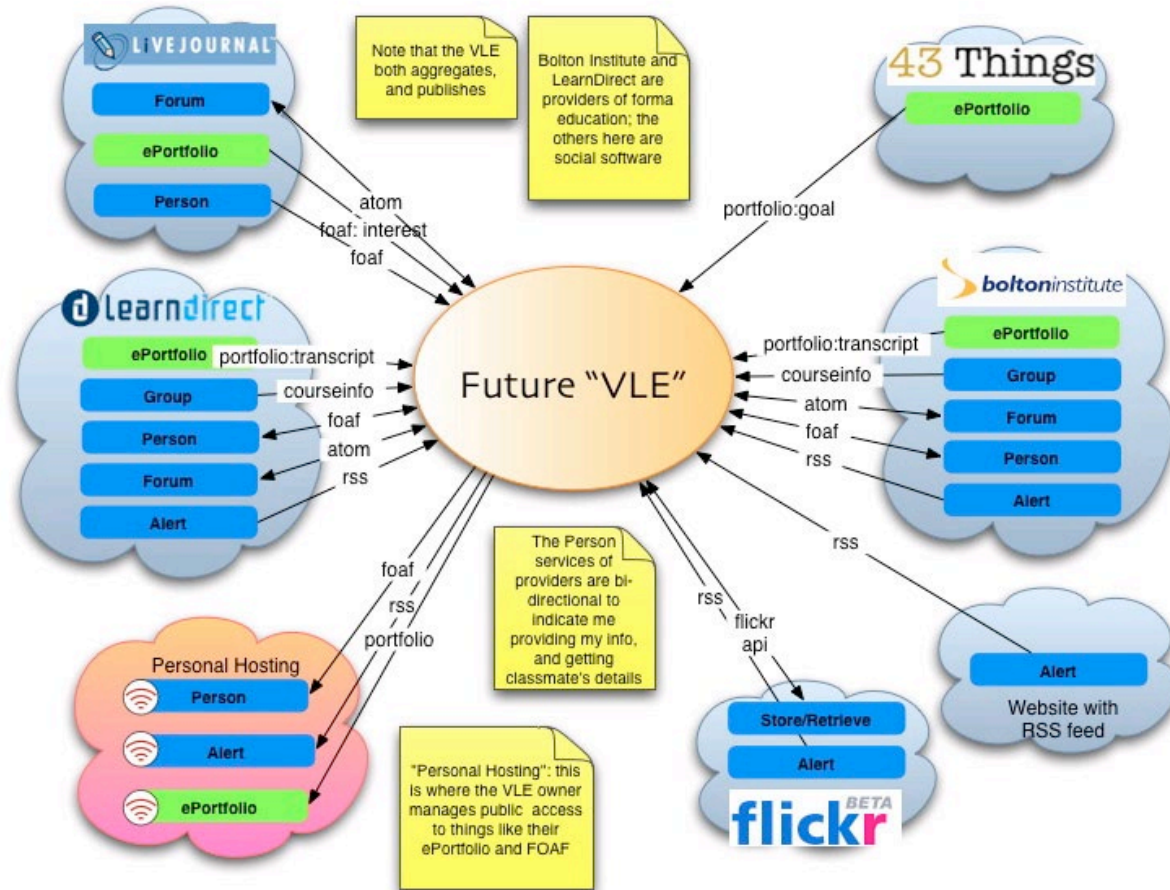 LiVEJOURNAL™
Forum
ePortfolio
Person
Note that the VLE
both aggregates,
and publishes
Bolton Institute and
LearnDirect are
providers of forma
education; the
others here are
social software
43 Things
ePortfolio
atom
foaf: interest
foaf
portfolio:goal
learndirect
ePortfolio
Group
Person
Forum
Alert
portfolio:transcript
courseinfo
foaf
atom
rss
Future "VLE"
portfolio:transcript
courseinfo
atom
foaf
rss
boltoninstitute
ePortfolio
Group
Forum
Person
Alert
foaf
rss
portfolio
The Person
services of
providers are bi-
directional to
indicate me
providing my info,
and getting
classmate's details
rss
flickr
api
rss
Personal Hosting
Person
Alert
ePortfolio
"Personal Hosting": this
is where the VLE owner
manages public access
to things like their
ePortfolio and FOAF
Store/Retrieve
Alert
BETA
flickr
Alert
Website with
RSS feed